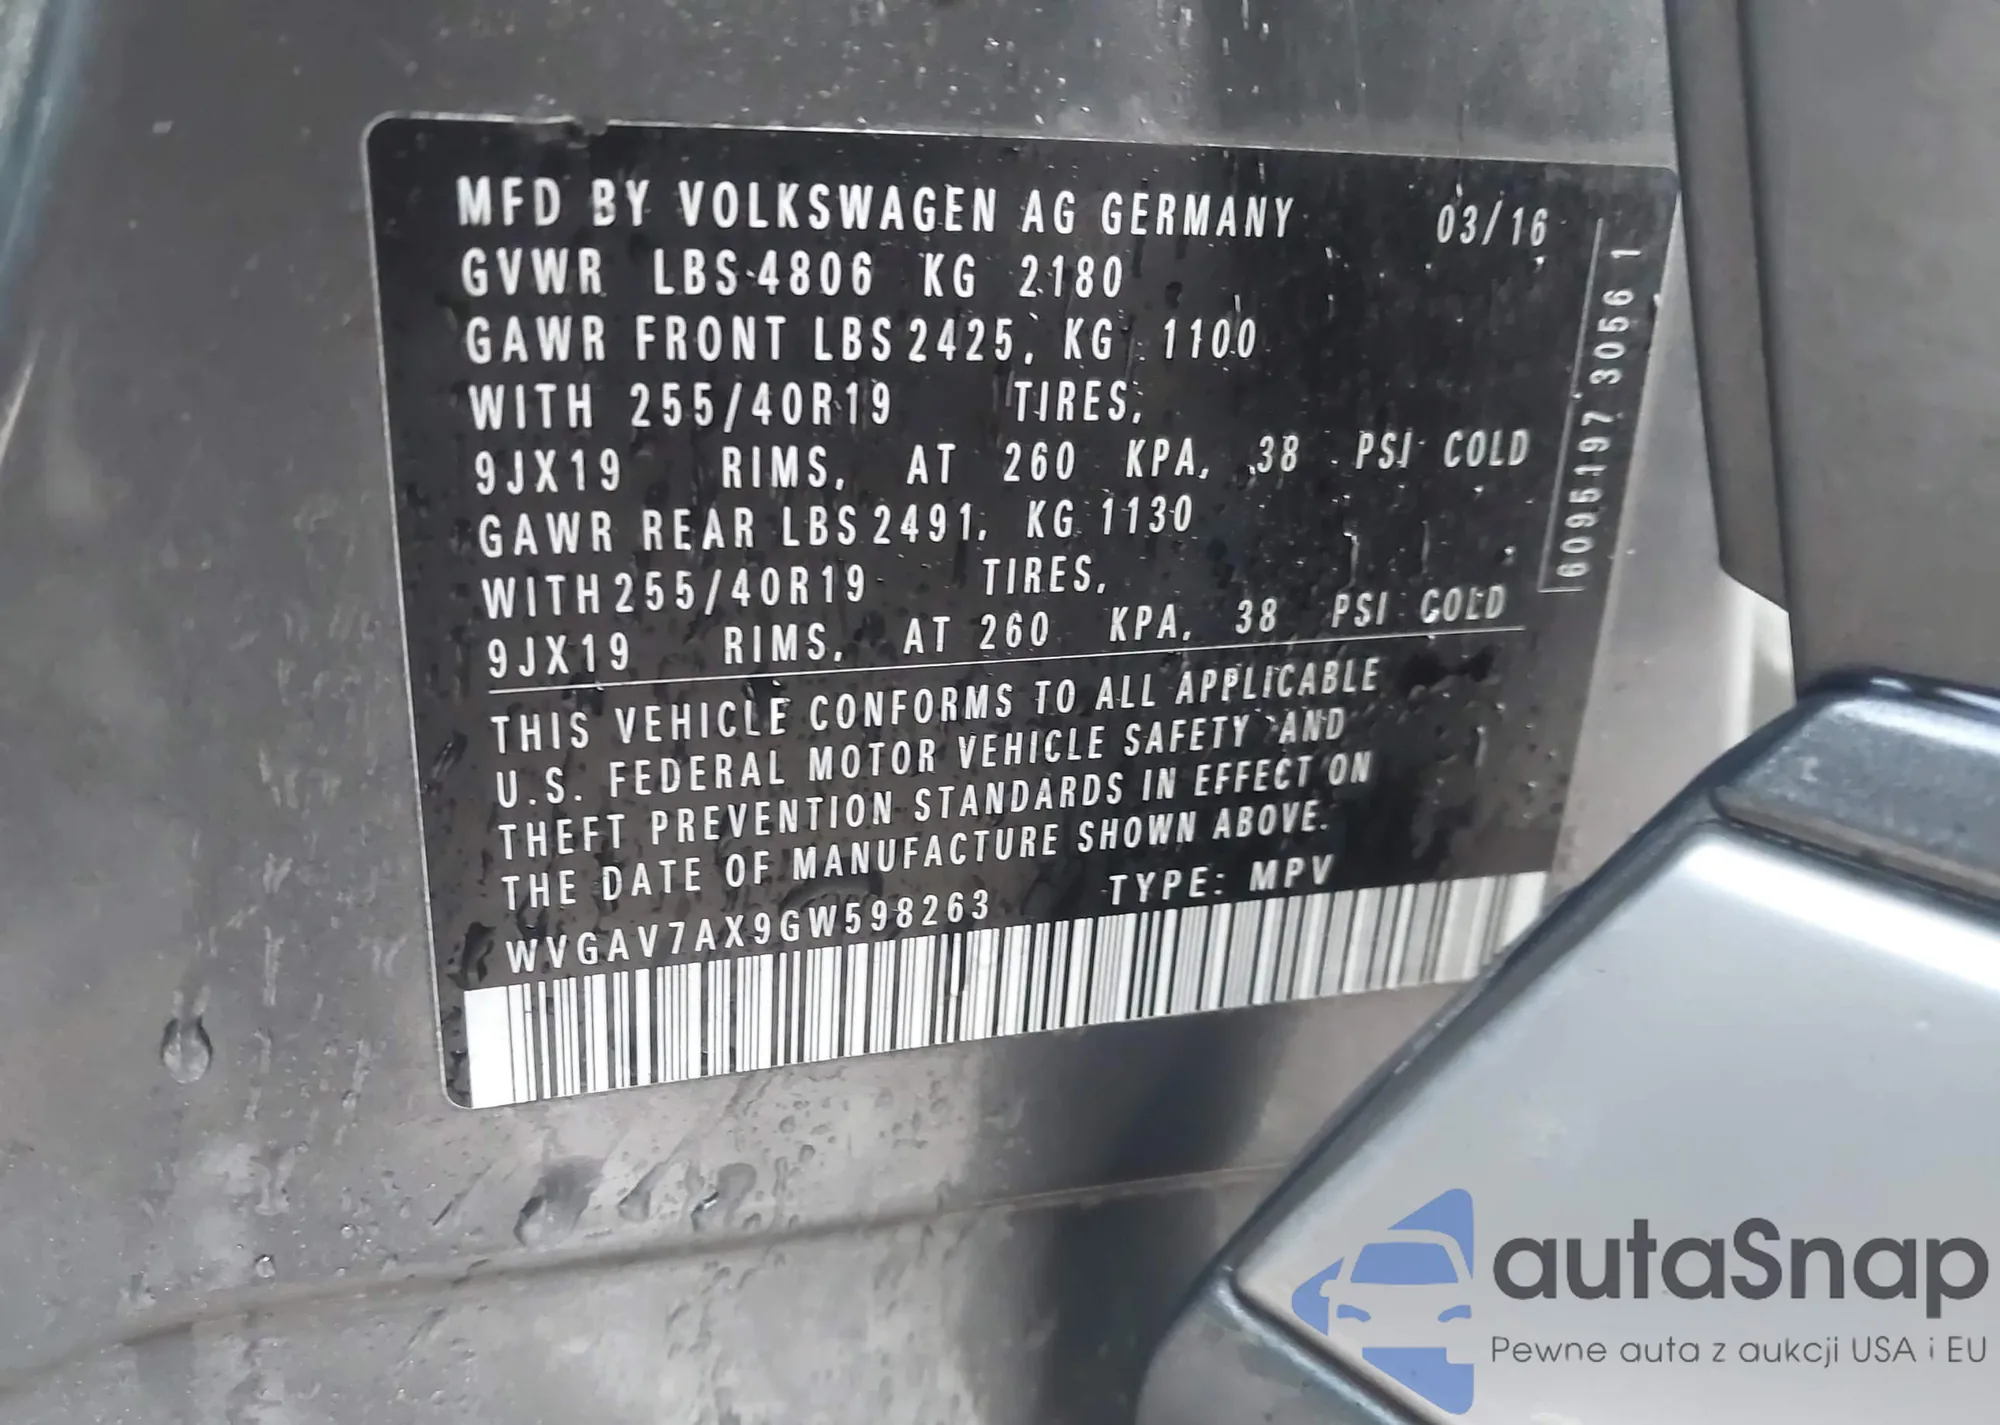 MFD BY VOLKSWAGEN AG GERMANY 03/16
GVWR LBS 4806 KG 2180
GAWR FRONT LBS 2425, KG 1100
WITH 255/40R19 TIRES,
9JX19 RIMS, AT 260 KPA, 38 PSI COLD
GAWR REAR LBS 2491, KG 1130
WITH 255/40R19 TIRES,
9JX19 RIMS, AT 260 KPA, 38 PSI COLD
THIS VEHICLE CONFORMS TO ALL APPLICABLE
U.S. FEDERAL MOTOR VEHICLE SAFETY AND
THEFT PREVENTION STANDARDS IN EFFECT ON
THE DATE OF MANUFACTURE SHOWN ABOVE.
WVGAV7AX9GW598263 TYPE: MPV
6095197 3056 1
autaSnap
Pewne auta z aukcji USA i EU